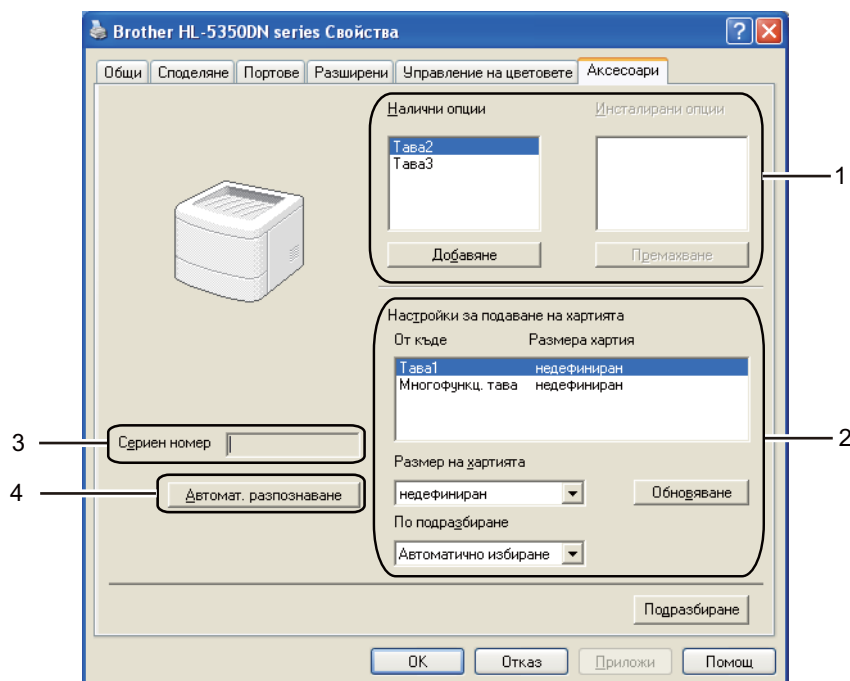 Brother HL-5350DN series Свойства
Общи Споделяне Портове Разширени Управление на цветовете Аксесоари
Налични опции Инсталирани опции
Тава2
Тава3
1
Добавяне Премахване
Настройки за подаване на хартията
От къде Размера хартия
Тава1 недефиниран
Многофункц. тава недефиниран
2
3 Сериен номер
Размер на хартията
4 Автомат. разпознаване
недефиниран Обновяване
По подразбиране
Автоматично избиране
Подразбиране
OK Отказ Приложи Помощ